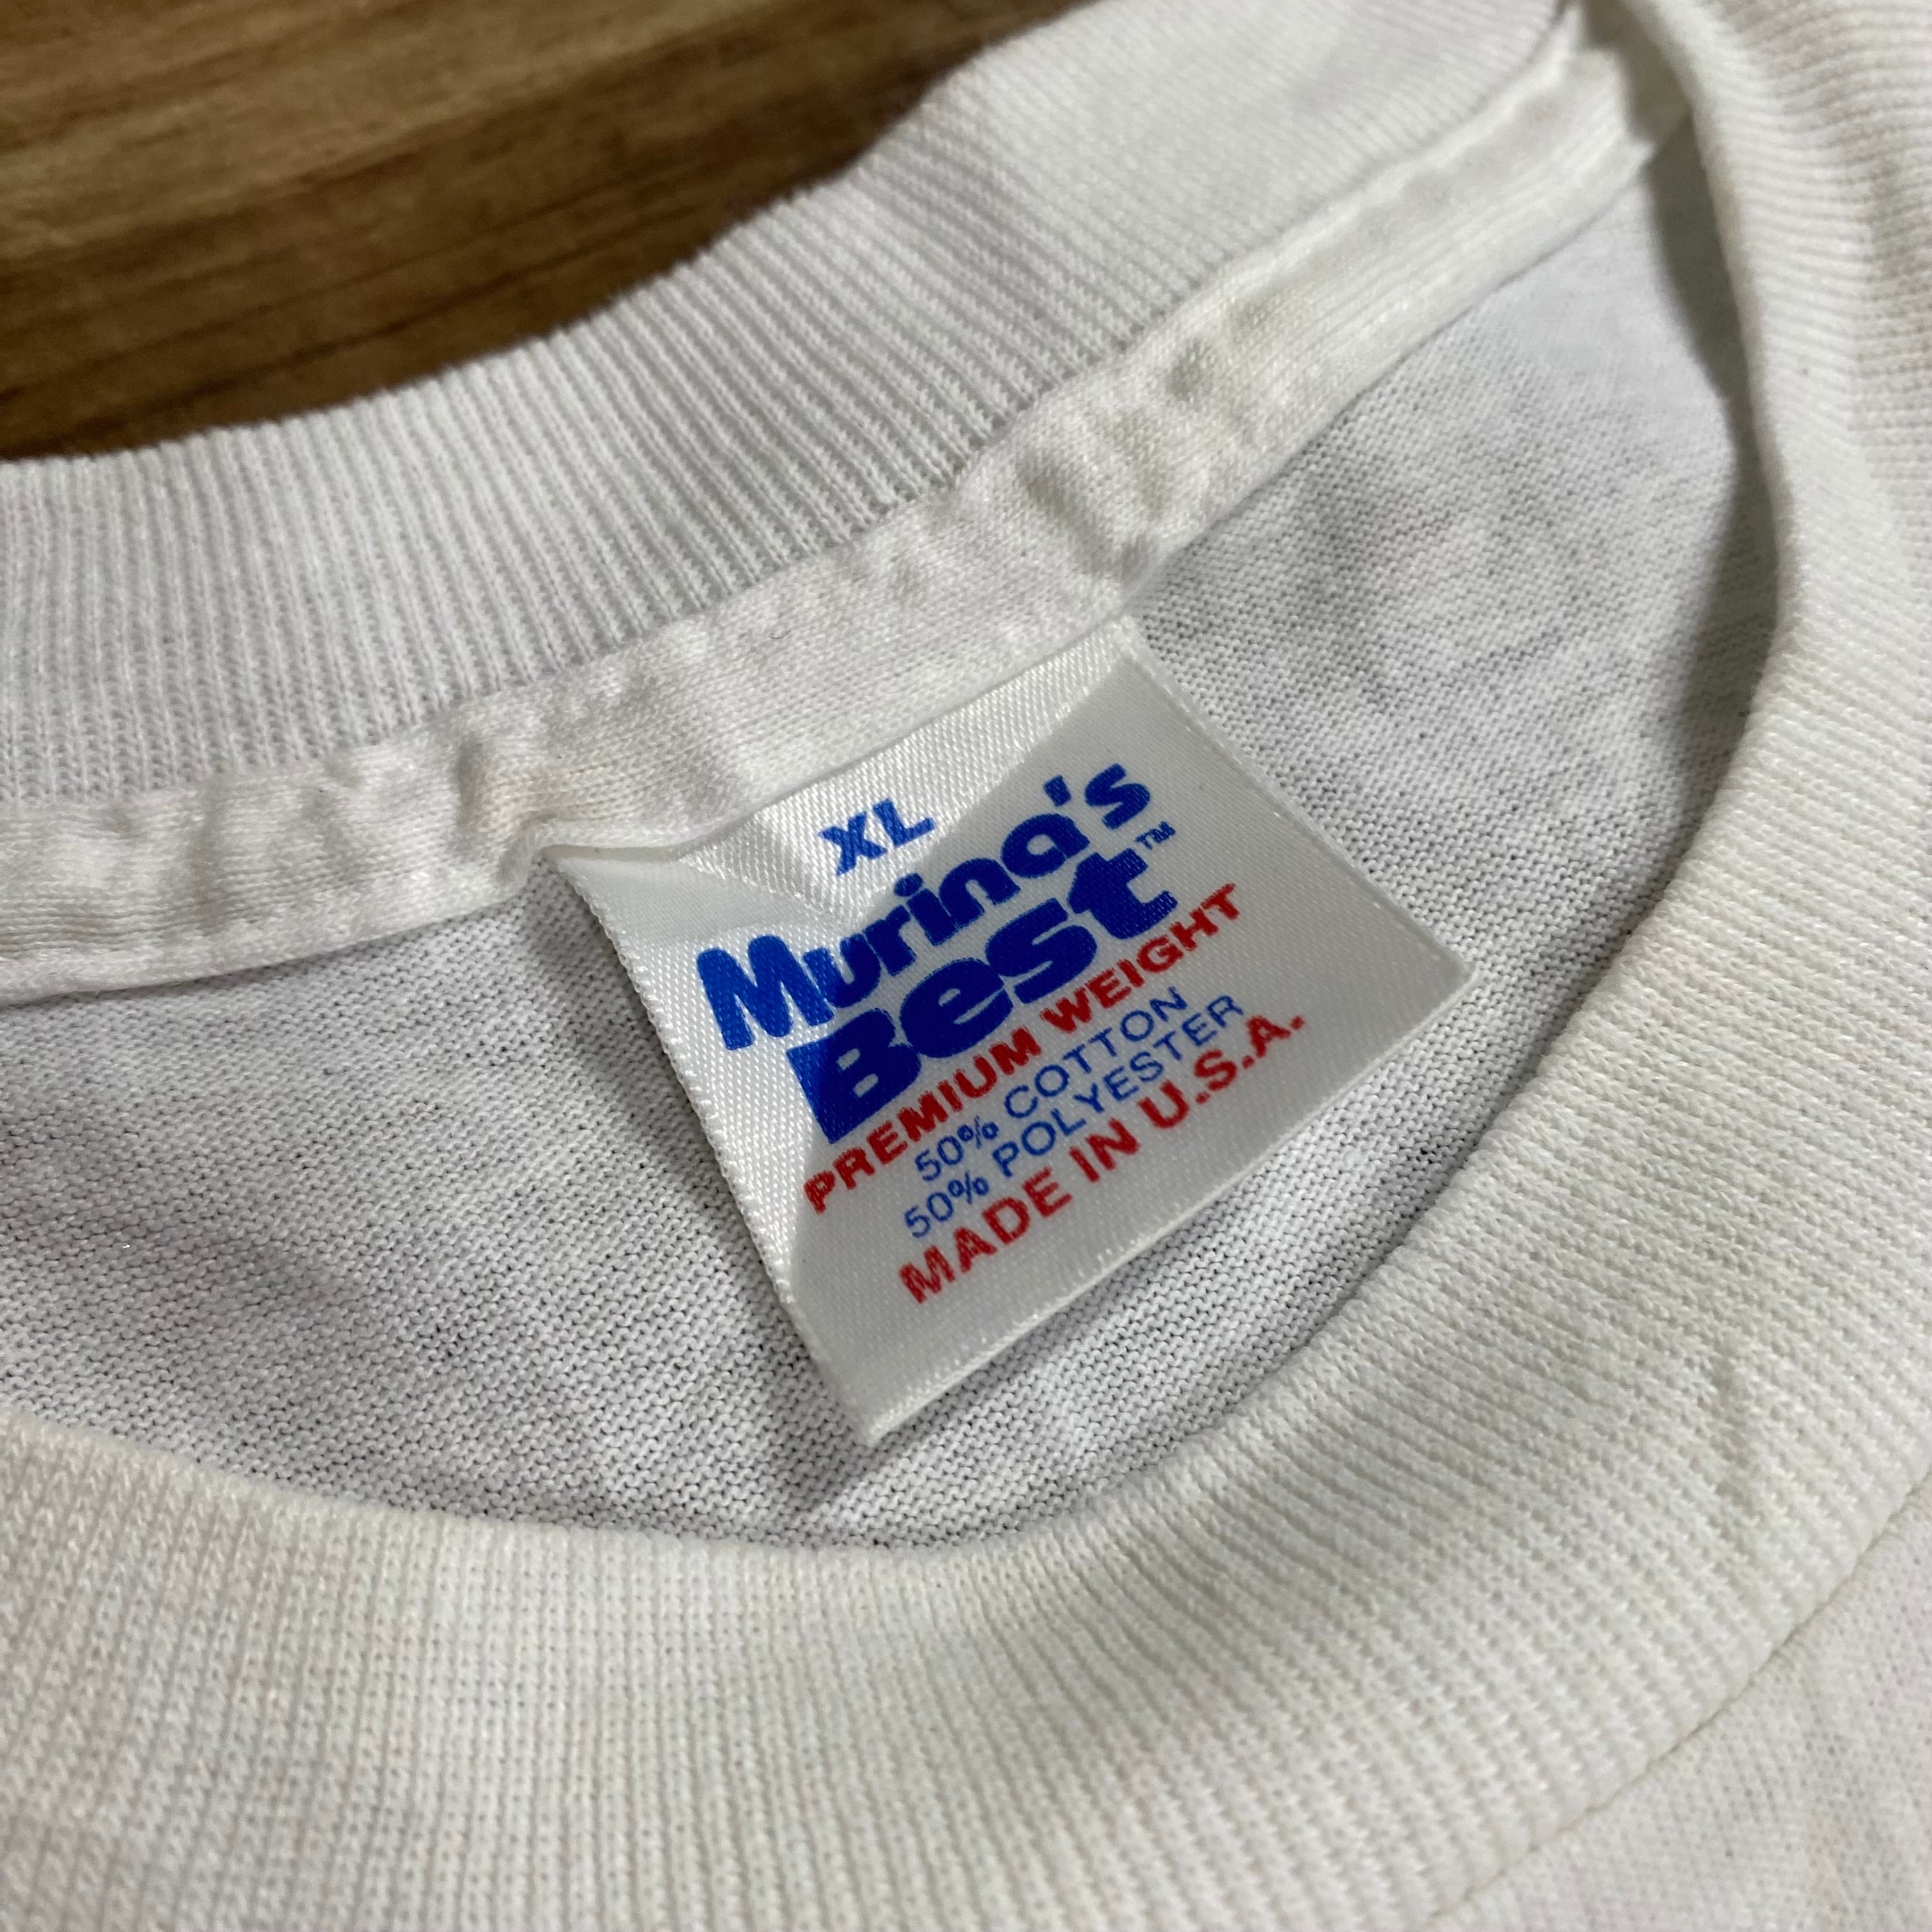 XL
Murina's
Best™
PREMIUM WEIGHT
50% COTTON
50% POLYESTER
MADE IN U.S.A.